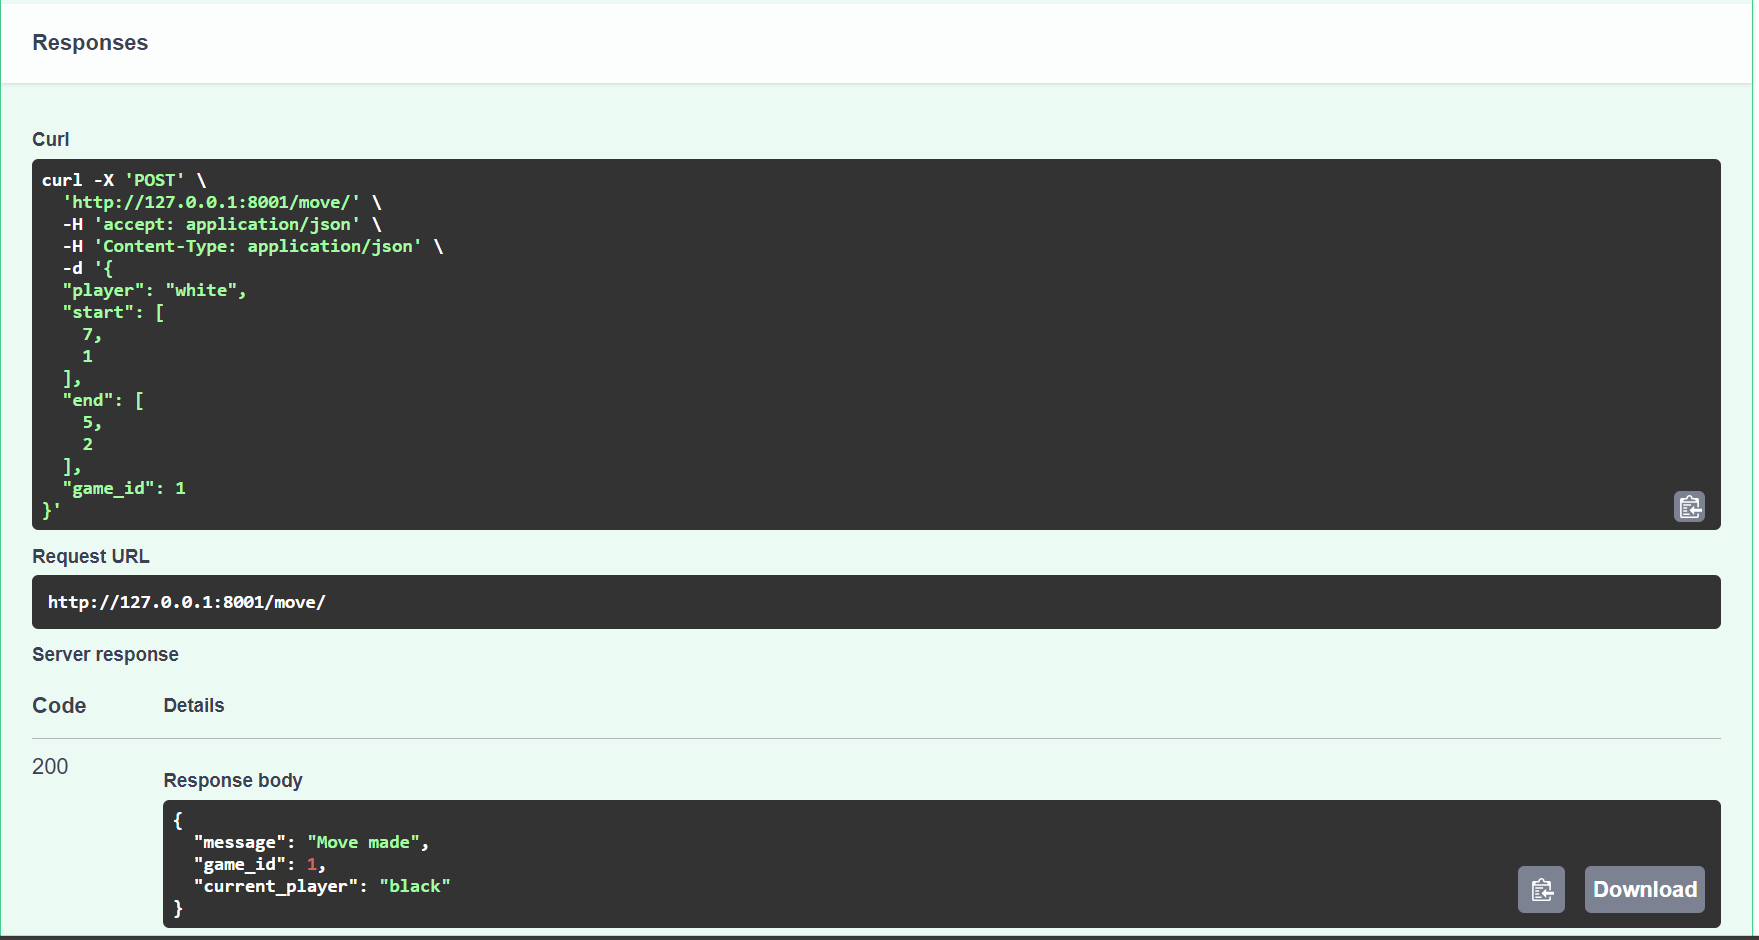 Responses
Curl
curl -X 'POST' \
  'http://127.0.0.1:8001/move/' \
  -H 'accept: application/json' \
  -H 'Content-Type: application/json' \
  -d '{
  "player": "white",
  "start": [
    7,
    1
  ],
  "end": [
    5,
    2
  ],
  "game_id": 1
}'
Request URL
http://127.0.0.1:8001/move/
Server response
Code Details
200
Response body
{
  "message": "Move made",
  "game_id": 1,
  "current_player": "black"
}
Download